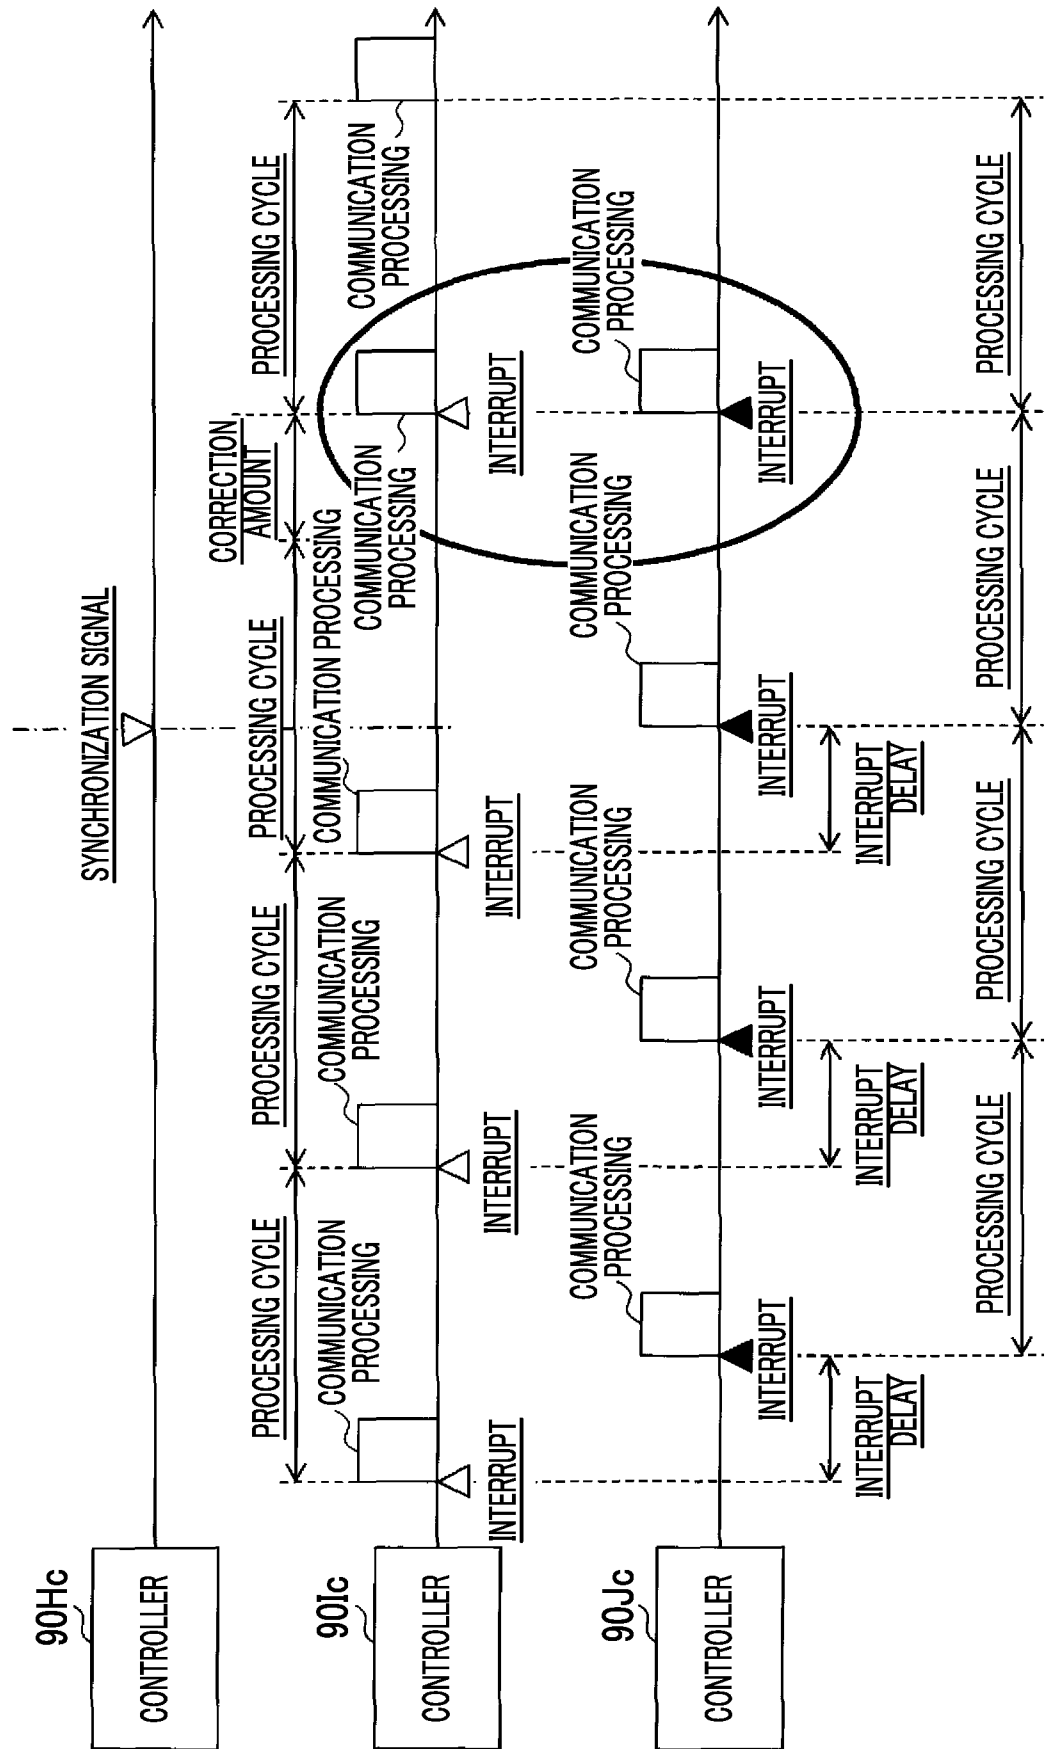 90Hc
CONTROLLER
SYNCHRONIZATION SIGNAL
90Ic
CONTROLLER
PROCESSING CYCLE
PROCESSING CYCLE
PROCESSING CYCLE
CORRECTION
AMOUNT
PROCESSING CYCLE
COMMUNICATION
PROCESSING
COMMUNICATION
PROCESSING
COMMUNICATION PROCESSING
COMMUNICATION
PROCESSING
COMMUNICATION
PROCESSING
INTERRUPT
INTERRUPT
INTERRUPT
INTERRUPT
90Jc
CONTROLLER
COMMUNICATION
PROCESSING
COMMUNICATION
PROCESSING
COMMUNICATION
PROCESSING
COMMUNICATION
PROCESSING
INTERRUPT
INTERRUPT
INTERRUPT
INTERRUPT
INTERRUPT
DELAY
INTERRUPT
DELAY
INTERRUPT
DELAY
PROCESSING CYCLE
PROCESSING CYCLE
PROCESSING CYCLE
PROCESSING CYCLE